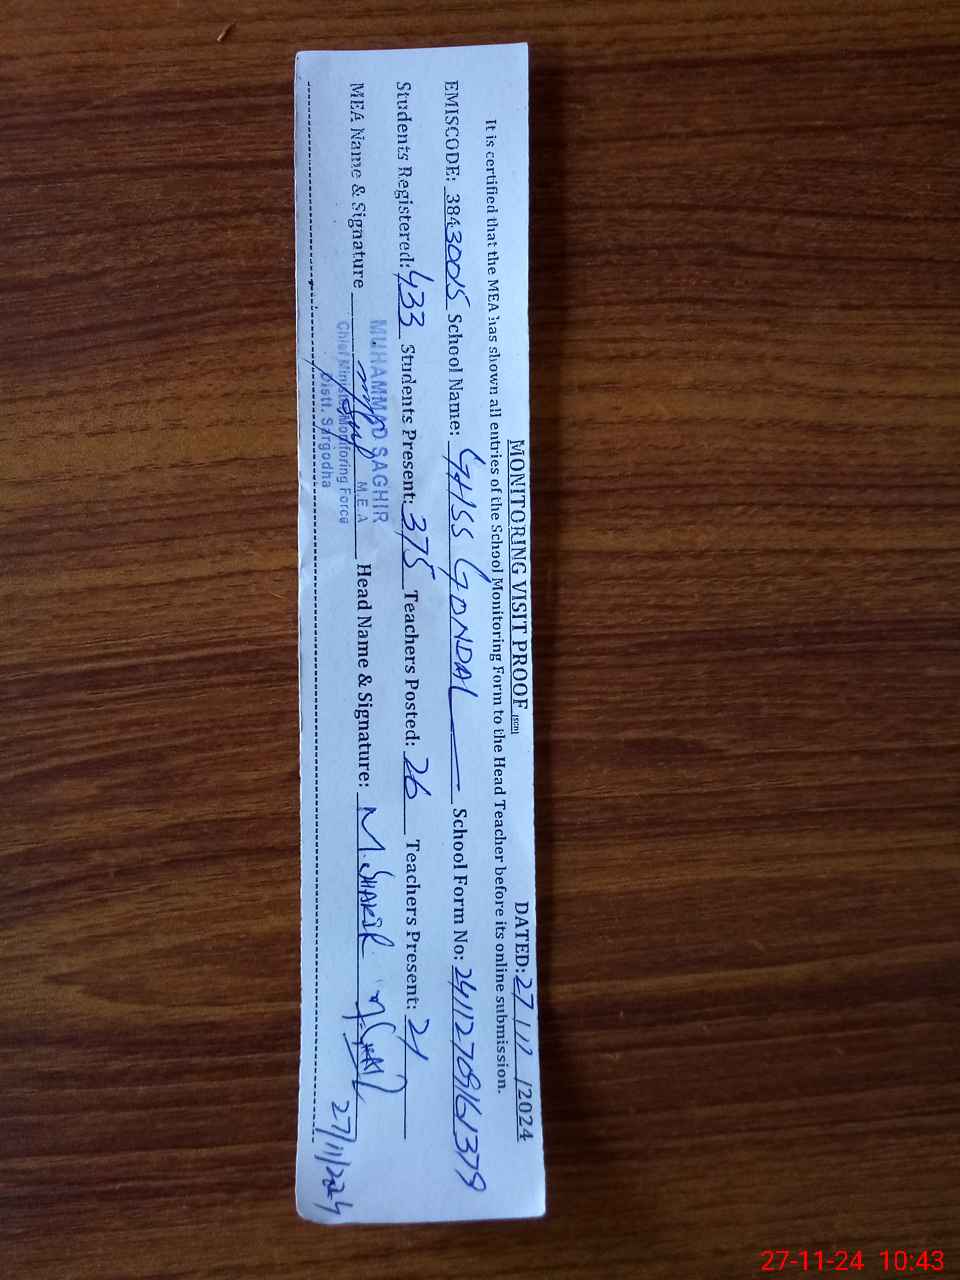 MONITORING VISIT PROOF DATED: 27/11/2024
It is certified that the MEA has shown all entries of the School Monitoring Form to the Head Teacher before its online submission.
EMISCODE: 38430015 School Name: GHSS GONDAL School Form No:
Students Registered: 433 Students Present: 375 Teachers Posted: 26 Teachers Present: 21
MUHAMMAD SAGHIR
MEA Name & Signature M.E.A Head Name & Signature: M. SHAKIR
Chief Minister Monitoring Force
Distt. Sargodha
27/11/2024
27-11-24 10:43